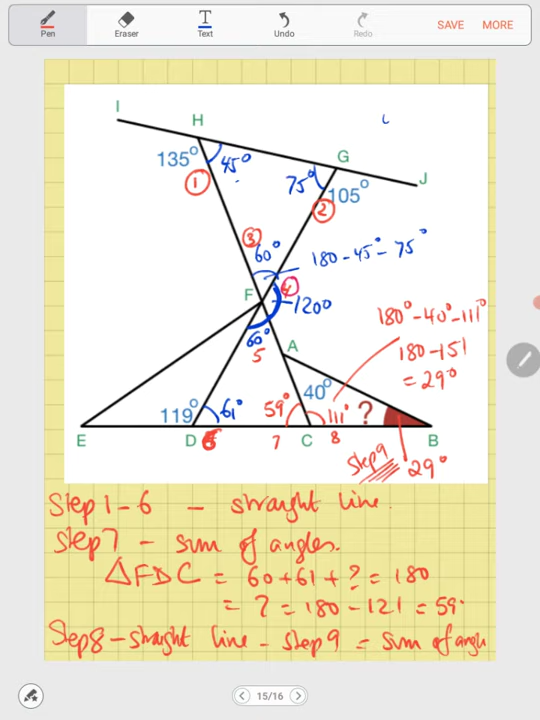 Pen
Eraser
Text
Undo
Redo
SAVE
MORE
I
H
G
J
135°
45°
1
75°
105°
2
3
60°
180-45°-75°
F
4
120°
60°
5
A
180°-40°-111°
180-151
= 29°
40°
119°
61°
59°
111°
?
E
D
6
7
C
8
B
Step 9
29°
Step 1-6 - straight line.
Step 7 - sum of angles.
△FDC = 60+61+? = 180
= ? = 180-121 = 59.
Step 8 - straight line - Step 9 = sum of angle
15/16